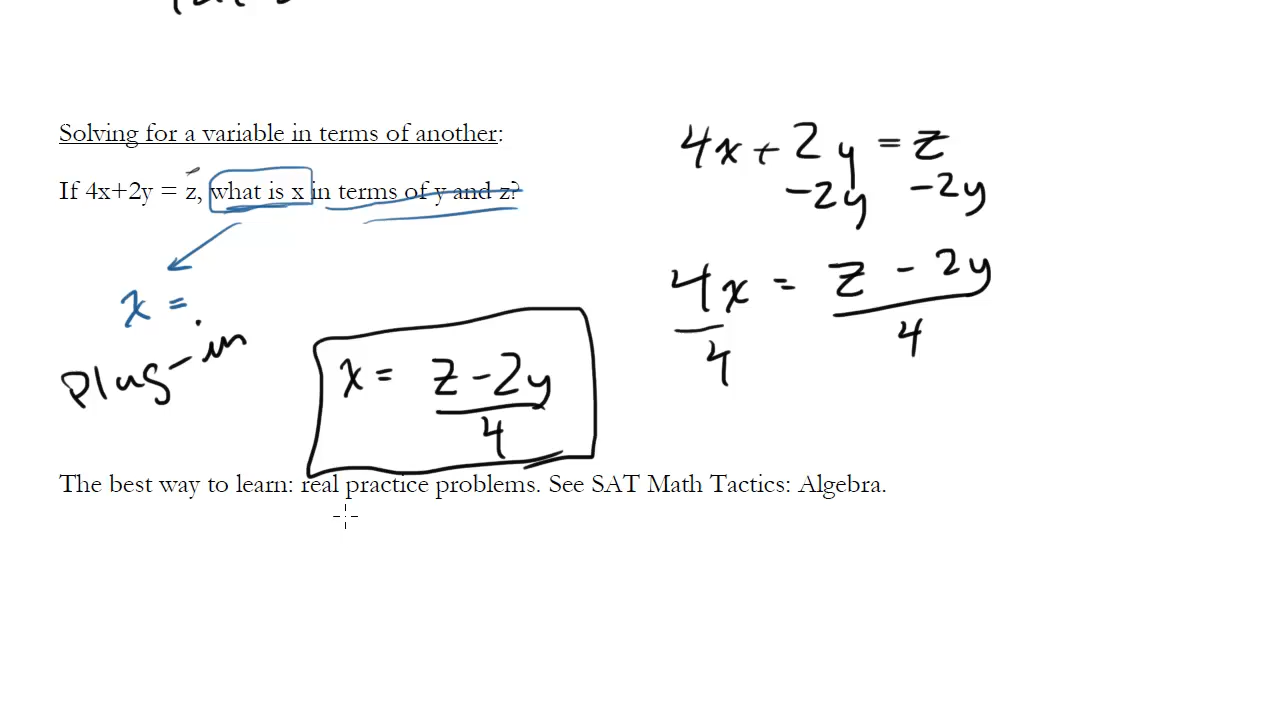 Solving for a variable in terms of another:
4x + 2y = z
-2y -2y
If 4x+2y = z, what is x in terms of y and z?
4x = z - 2y
4 4
x =
plug-in
x = z - 2y
4
The best way to learn: real practice problems. See SAT Math Tactics: Algebra.